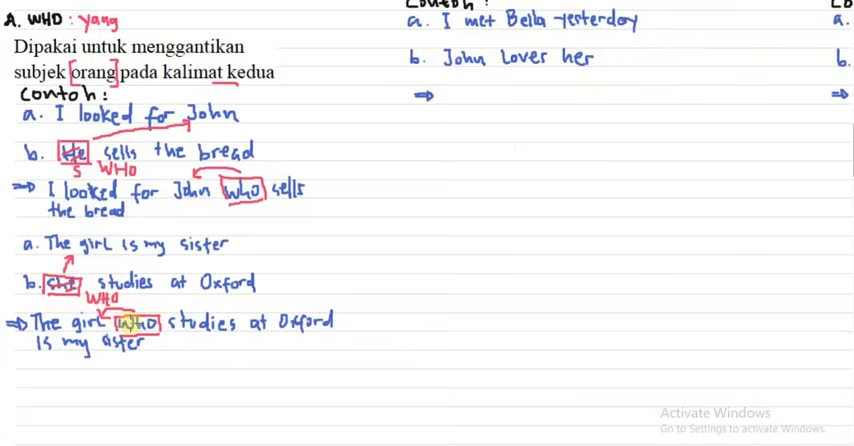 A. WHO : yang
Dipakai untuk menggantikan
subjek [orang] pada kalimat kedua
Contoh :
a. I looked for John
b. He sells the bread
S WHO
⇒ I looked for John who sells
the bread
a. The girl is my sister
b. she studies at Oxford
WHO
⇒ The girl who studies at Oxford
is my sister
Contoh :
a. I met Bella yesterday
b. John Lover her
⇒
a.
b.
⇒
Activate Windows
Go to Settings to activate Windows.